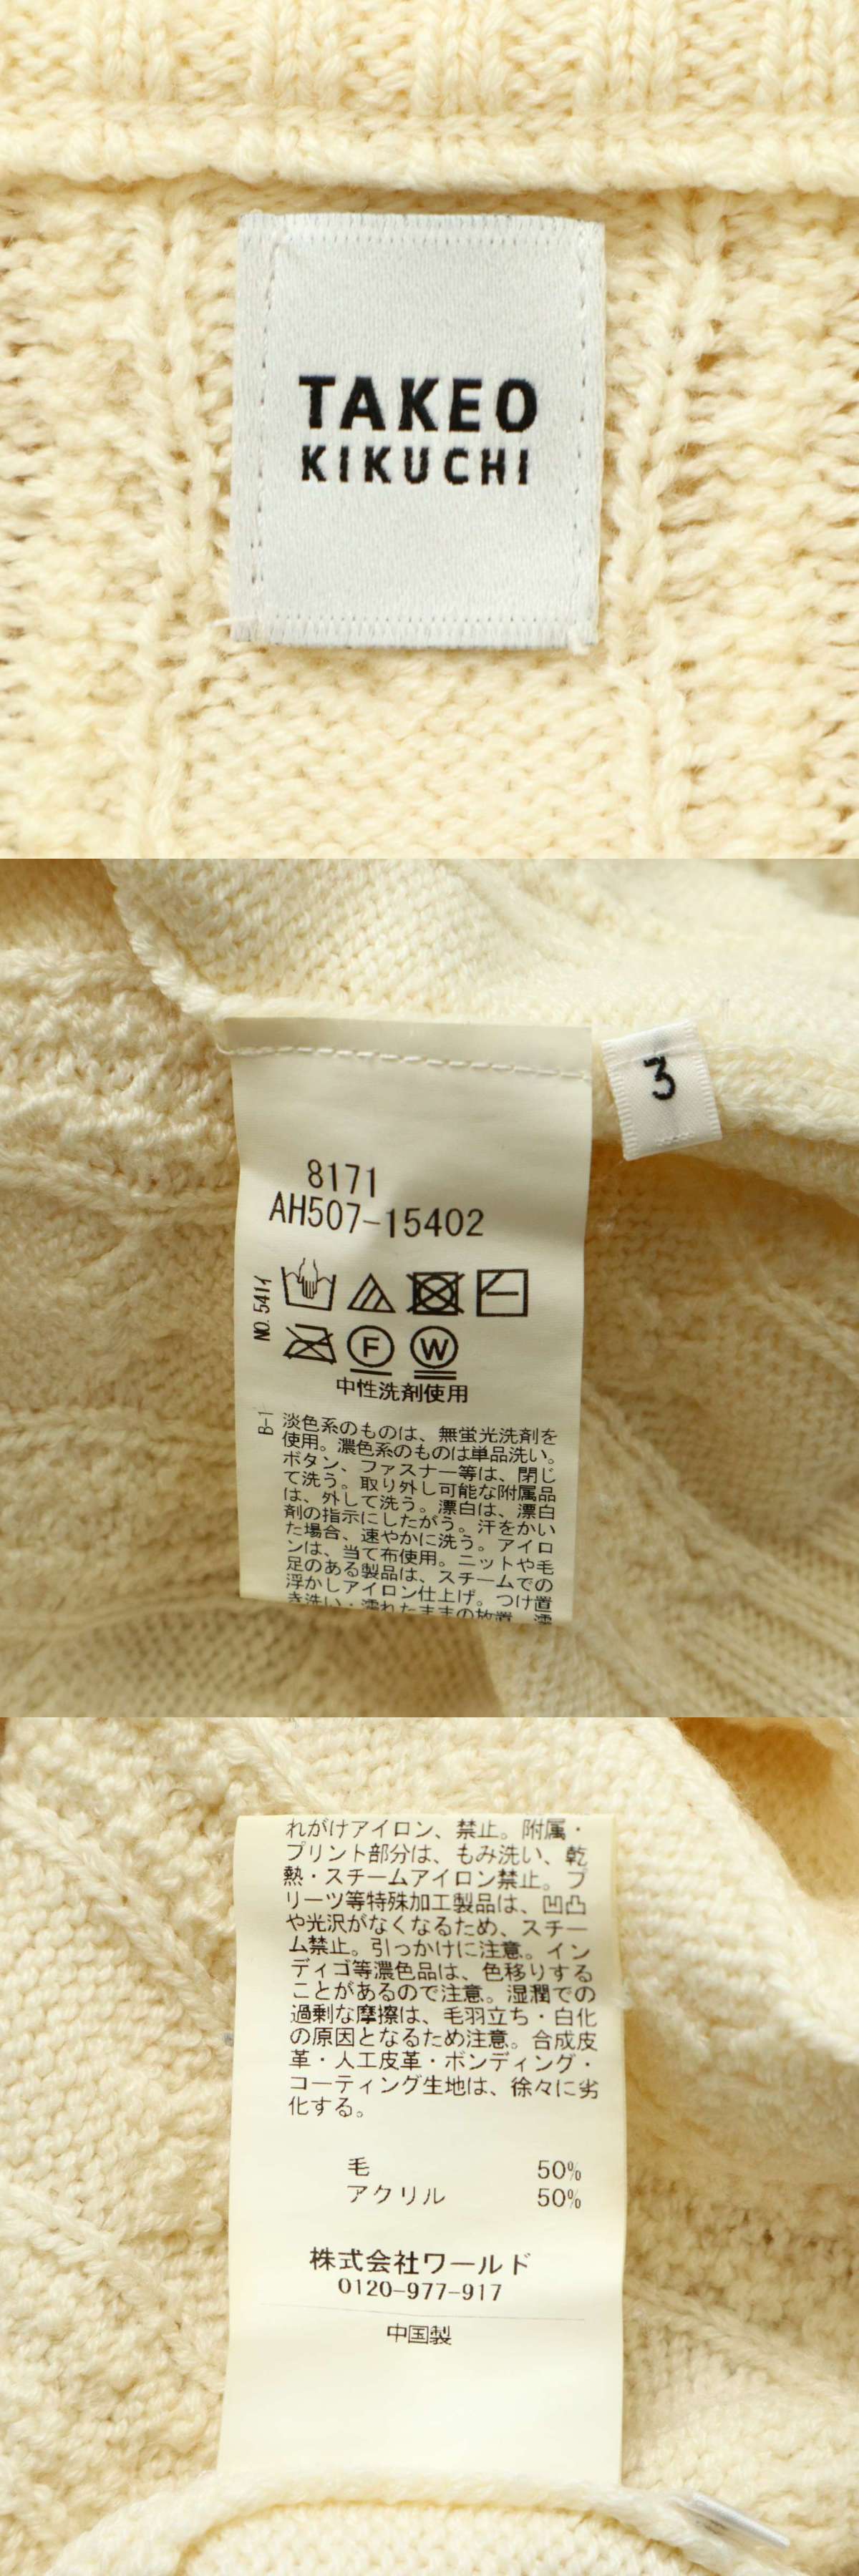 TAKEO
KIKUCHI
3
8171
AH507-15402
NO. 5414
F
W
中性洗剤使用
B-1
淡色系のものは、無蛍光洗剤を
使用。濃色系のものは単品洗い。
ボタン、ファスナー等は、閉じ
て洗う。取り外し可能な附属品
は、外して洗う。漂白は、漂白
剤の指示にしたがう。汗をかい
た場合、速やかに洗う。アイロ
ンは、当て布使用。ニットや毛
足のある製品は、スチームでの
浮かしアイロン仕上げ。つけ置
き洗い・濡れたままの放置、濡
れがけアイロン、禁止。附属・
プリント部分は、もみ洗い、乾
熱・スチームアイロン禁止。プ
リーツ等特殊加工製品は、凹凸
や光沢がなくなるため、スチー
ム禁止。引っかけに注意。イン
ディゴ等濃色品は、色移りする
ことがあるので注意。湿潤での
過剰な摩擦は、毛羽立ち・白化
の原因となるため注意。合成皮
革・人工皮革・ボンディング・
コーティング生地は、徐々に劣
化する。
毛 50%
アクリル 50%
株式会社ワールド
0120-977-917
中国製